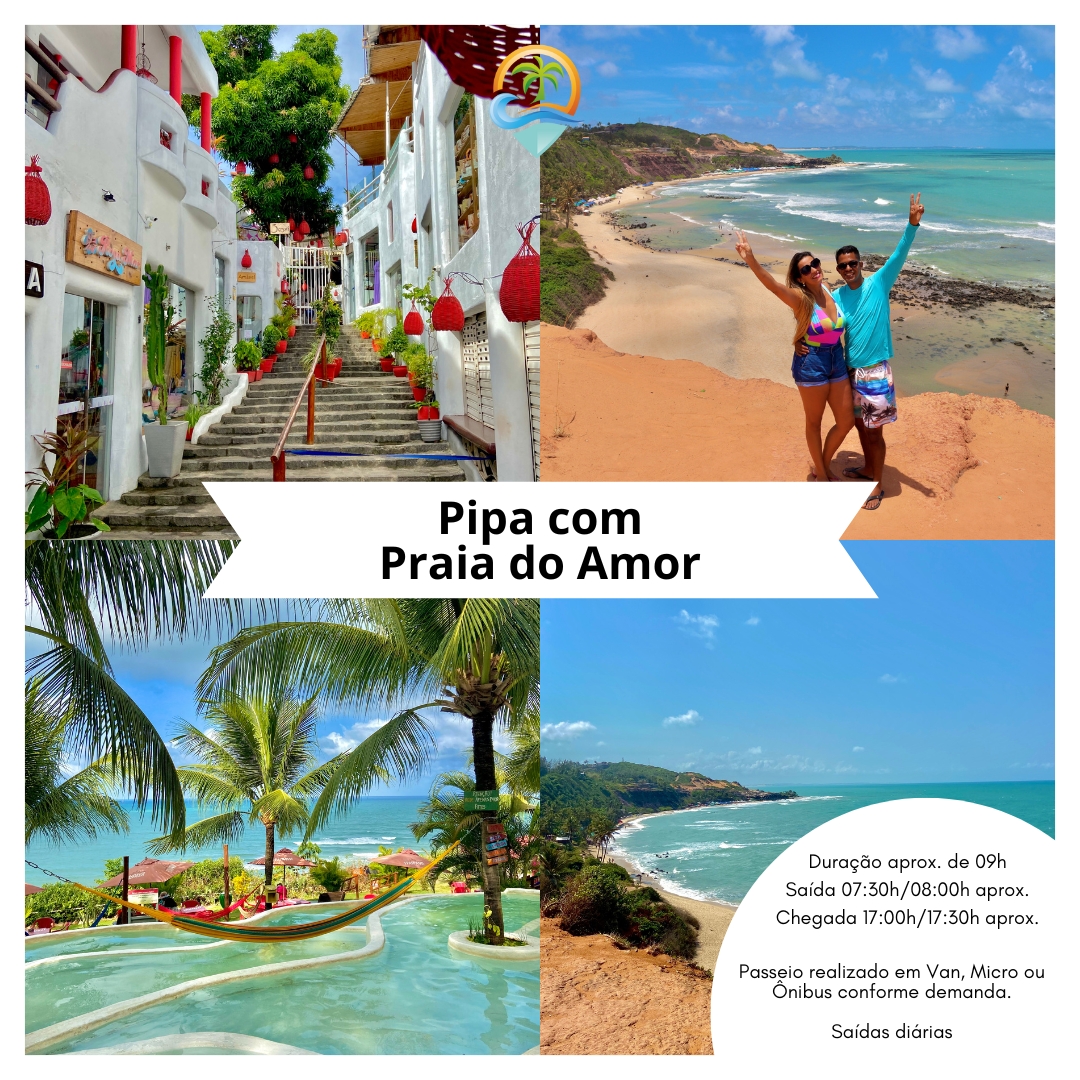 A
Pipa com
Praia do Amor
Duração aprox. de 09h
Saída 07:30h/08:00h aprox.
Chegada 17:00h/17:30h aprox.
Passeio realizado em Van, Micro ou
Ônibus conforme demanda.
Saídas diárias